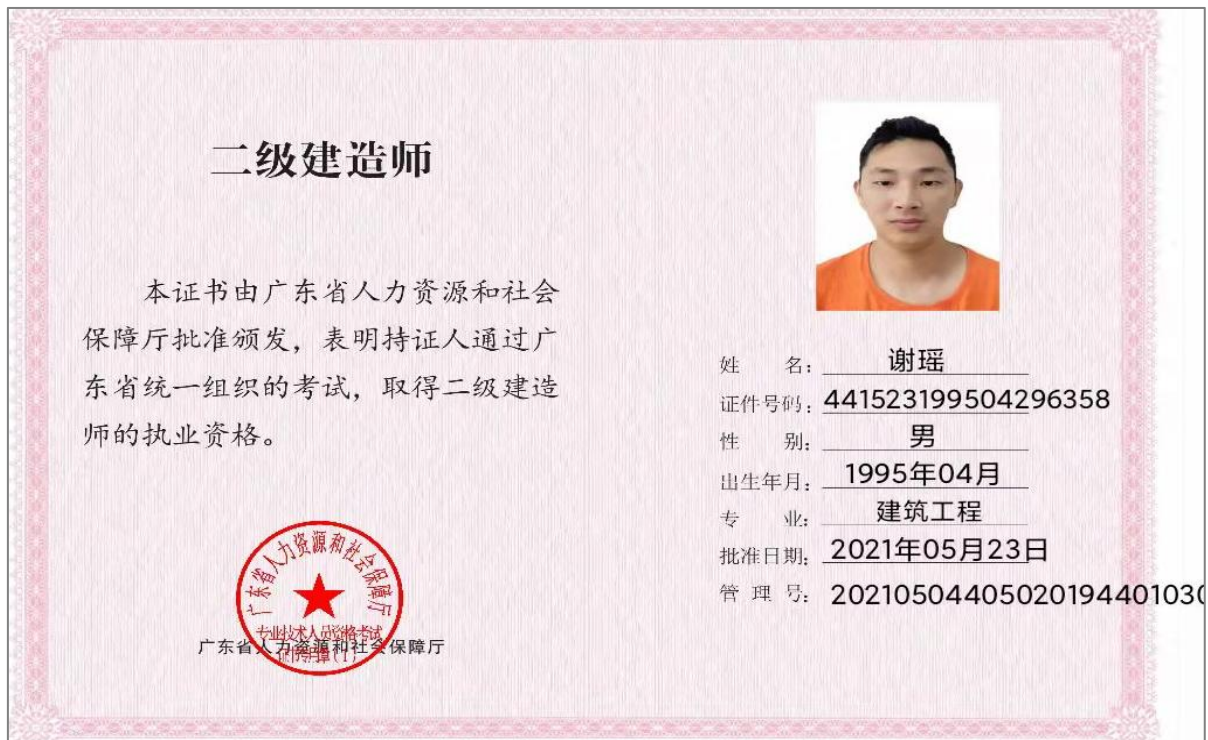 二级建造师
本证书由广东省人力资源和社会
保障厅批准颁发，表明持证人通过广
东省统一组织的考试，取得二级建造
师的执业资格。
广东省人力资源和社会保障厅
专业技术人员资格考试
证书用章(1)
广东省人力资源和社会保障厅
姓 名：谢瑶
证件号码：441523199504296358
性 别：男
出生年月：1995年04月
专 业：建筑工程
批准日期：2021年05月23日
管 理 号：2021050440502019440103